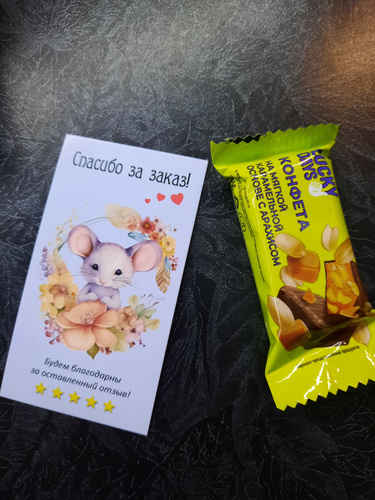 Спасибо за заказ!
Будем благодарны
за оставленный отзыв!
LUCKY
DAYS
КОНФЕТА
НА МЯГКОЙ
КАРАМЕЛЬНОЙ
ОСНОВЕ С АРАХИСОМ